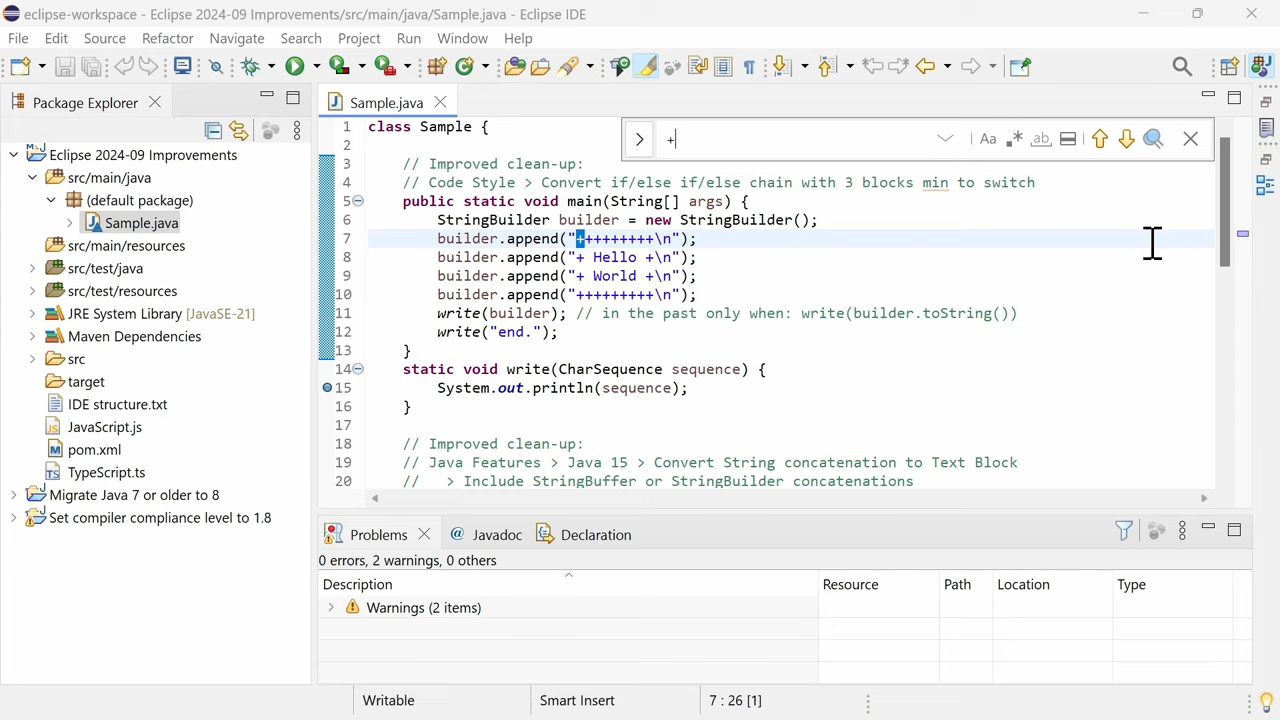 eclipse-workspace - Eclipse 2024-09 Improvements/src/main/java/Sample.java - Eclipse IDE
File Edit Source Refactor Navigate Search Project Run Window Help
Package Explorer
Sample.java
+
Aa .* ab
Eclipse 2024-09 Improvements
src/main/java
(default package)
Sample.java
src/main/resources
src/test/java
src/test/resources
JRE System Library [JavaSE-21]
Maven Dependencies
src
target
IDE structure.txt
JavaScript.js
pom.xml
TypeScript.ts
Migrate Java 7 or older to 8
Set compiler compliance level to 1.8
1 class Sample {
2
3 // Improved clean-up:
4 // Code Style > Convert if/else if/else chain with 3 blocks min to switch
5 public static void main(String[] args) {
6 StringBuilder builder = new StringBuilder();
7 builder.append("+++++++++\n");
8 builder.append("+ Hello +\n");
9 builder.append("+ World +\n");
10 builder.append("+++++++++\n");
11 write(builder); // in the past only when: write(builder.toString())
12 write("end.");
13 }
14 static void write(CharSequence sequence) {
15 System.out.println(sequence);
16 }
17
18 // Improved clean-up:
19 // Java Features > Java 15 > Convert String concatenation to Text Block
20 // > Include StringBuffer or StringBuilder concatenations
Problems @ Javadoc Declaration
0 errors, 2 warnings, 0 others
Description Resource Path Location Type
Warnings (2 items)
Writable Smart Insert 7 : 26 [1]